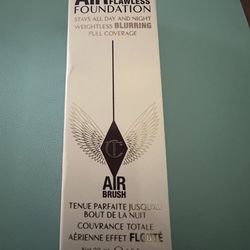 AIR FLAWLESS
FOUNDATION
STAYS ALL DAY AND NIGHT
WEIGHTLESS BLURRING
FULL COVERAGE
CT
AIR
BRUSH
TENUE PARFAITE JUSQU'AU
BOUT DE LA NUIT
COUVRANCE TOTALE
AÉRIENNE EFFET FLOUTÉ